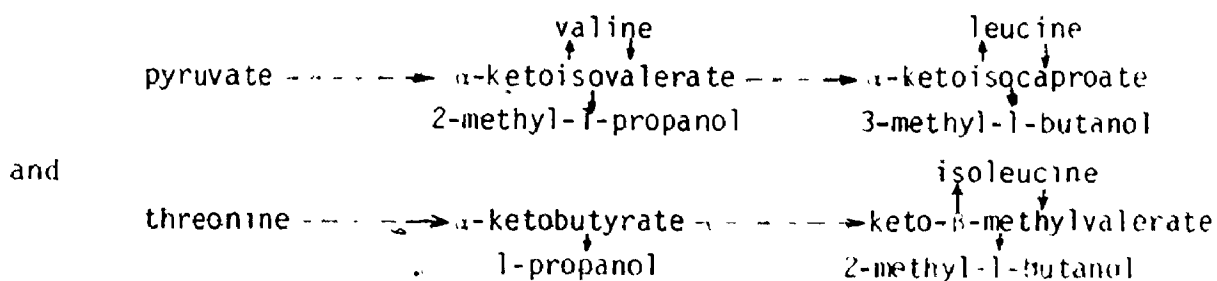 valine leucine
pyruvate α-ketoisovalerate α-ketoisocaproate
2-methyl-1-propanol 3-methyl-1-butanol
and
isoleucine
threonine α-ketobutyrate keto-β-methylvalerate
1-propanol 2-methyl-1-butanol